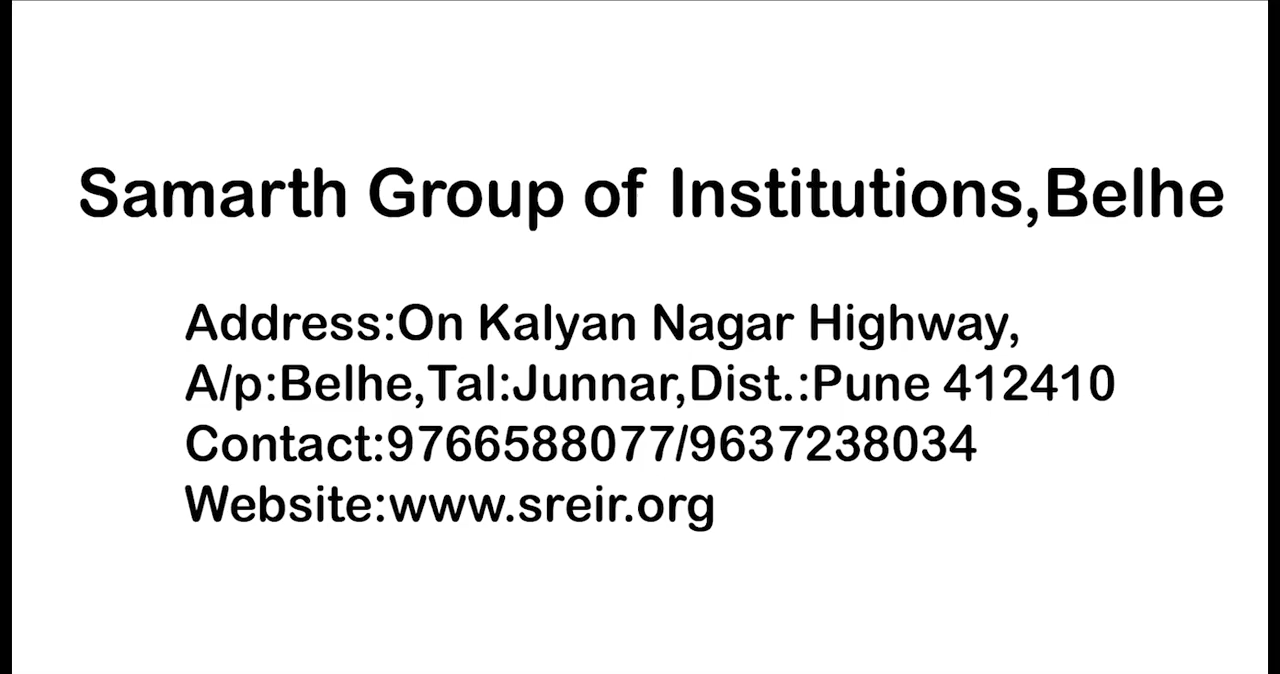 Samarth Group of Institutions,Belhe
Address:On Kalyan Nagar Highway,
A/p:Belhe,Tal:Junnar,Dist.:Pune 412410
Contact:9766588077/9637238034
Website:www.sreir.org